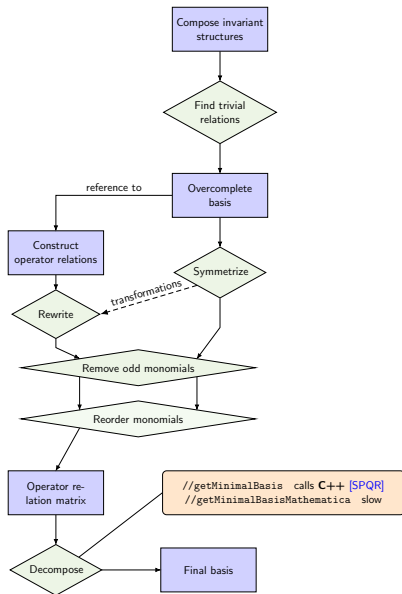 Compose invariant
structures
Find trivial
relations
reference to
Overcomplete
basis
Construct
operator relations
Symmetrize
transformations
Rewrite
Remove odd monomials
Reorder monomials
Operator re-
lation matrix
//getMinimalBasis calls C++ [SPQR]
//getMinimalBasisMathematica slow
Decompose
Final basis